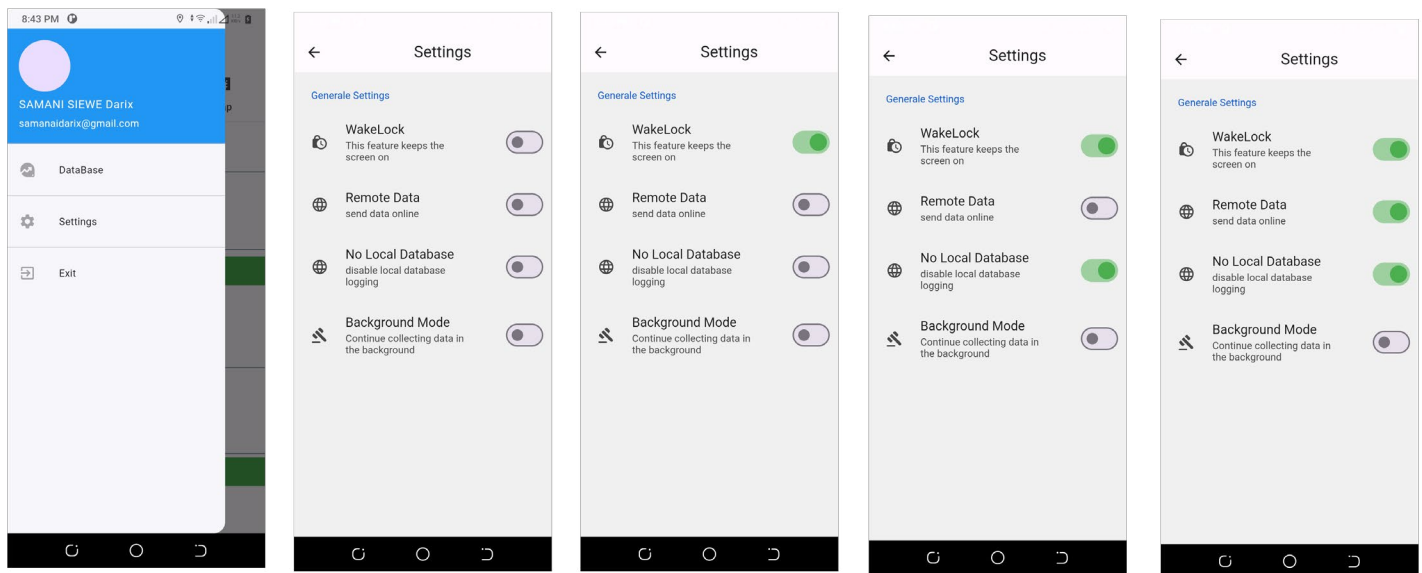 8:43 PM
SAMANI SIEWE Darix
samanaidarix@gmail.com
DataBase
Settings
Exit
Settings
Generale Settings
WakeLock
This feature keeps the
screen on
Remote Data
send data online
No Local Database
disable local database
logging
Background Mode
Continue collecting data in
the background
Settings
Generale Settings
WakeLock
This feature keeps the
screen on
Remote Data
send data online
No Local Database
disable local database
logging
Background Mode
Continue collecting data in
the background
Settings
Generale Settings
WakeLock
This feature keeps the
screen on
Remote Data
send data online
No Local Database
disable local database
logging
Background Mode
Continue collecting data in
the background
Settings
Generale Settings
WakeLock
This feature keeps the
screen on
Remote Data
send data online
No Local Database
disable local database
logging
Background Mode
Continue collecting data in
the background